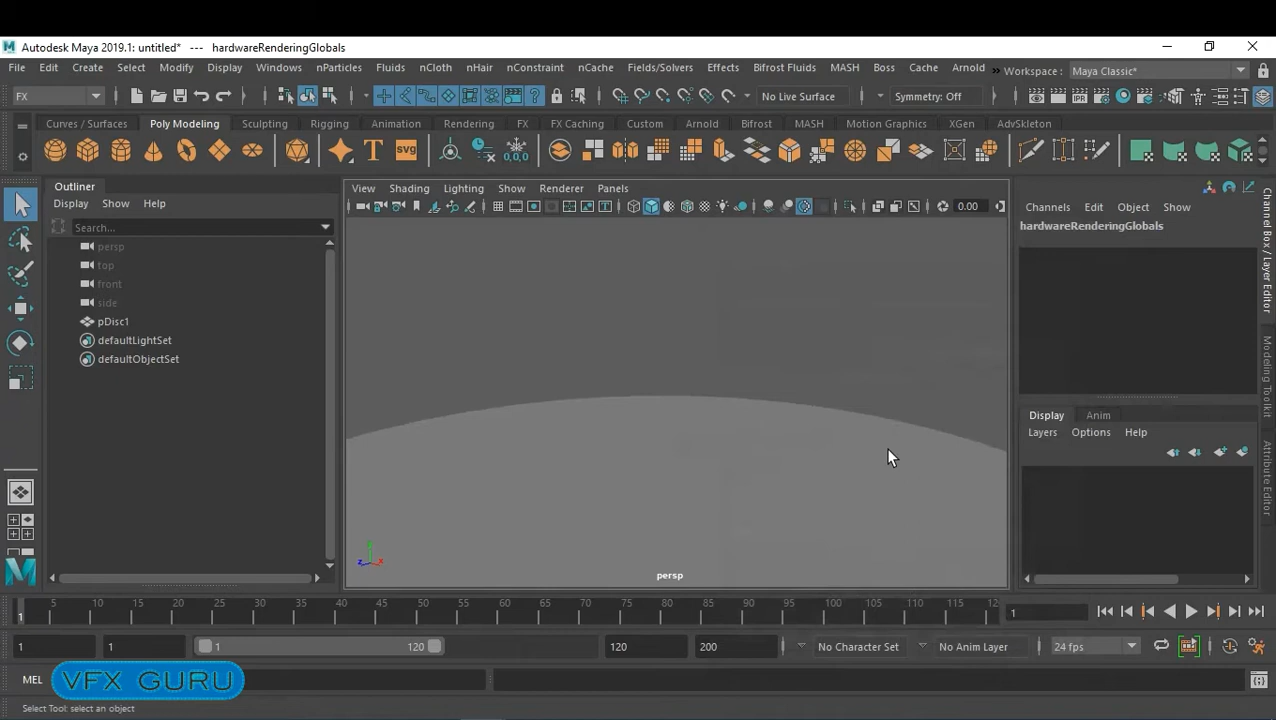 Autodesk Maya 2019.1: untitled* --- hardwareRenderingGlobals
File Edit Create Select Modify Display Windows nParticles Fluids nCloth nHair nConstraint nCache Fields/Solvers Effects Bifrost Fluids MASH Boss Cache Arnold » Workspace: Maya Classic*
FX No Live Surface Symmetry: Off
Curves / Surfaces Poly Modeling Sculpting Rigging Animation Rendering FX FX Caching Custom Arnold Bifrost MASH Motion Graphics XGen AdvSkeleton
T svg 0,0,0
Outliner
Display Show Help
Search...
persp
top
front
side
pDisc1
defaultLightSet
defaultObjectSet
View Shading Lighting Show Renderer Panels
0.00
persp
Channels Edit Object Show
hardwareRenderingGlobals
Display Anim
Layers Options Help
Channel Box / Layer Editor
Modeling Toolkit
Attribute Editor
5 10 15 20 25 30 35 40 45 50 55 60 65 70 75 80 85 90 95 100 105 110 115 12
1
1
1 1 1 120 120 200 No Character Set No Anim Layer 24 fps
MEL VFX GURU
Select Tool: select an object